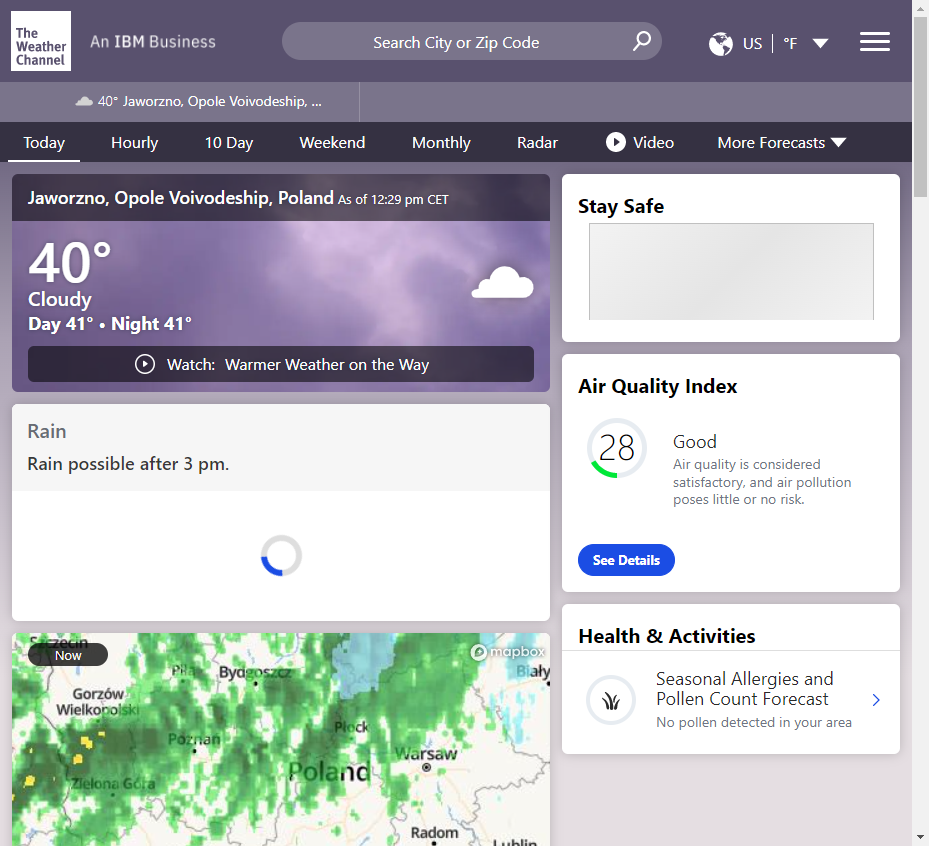 The
Weather
Channel
An IBM Business
Search City or Zip Code
US
°F
40° Jaworzno, Opole Voivodeship, ...
Today
Hourly
10 Day
Weekend
Monthly
Radar
Video
More Forecasts
Jaworzno, Opole Voivodeship, Poland As of 12:29 pm CET
40°
Cloudy
Day 41° • Night 41°
Watch: Warmer Weather on the Way
Rain
Rain possible after 3 pm.
Szczecin
Now
mapbox
Piła
Bydgoszcz
Biały
Gorzów
Wielkopolski
Płock
Poznań
Warsaw
Poland
Zielona Góra
Radom
Lublin
Stay Safe
Air Quality Index
28
Good
Air quality is considered
satisfactory, and air pollution
poses little or no risk.
See Details
Health & Activities
Seasonal Allergies and
Pollen Count Forecast
No pollen detected in your area